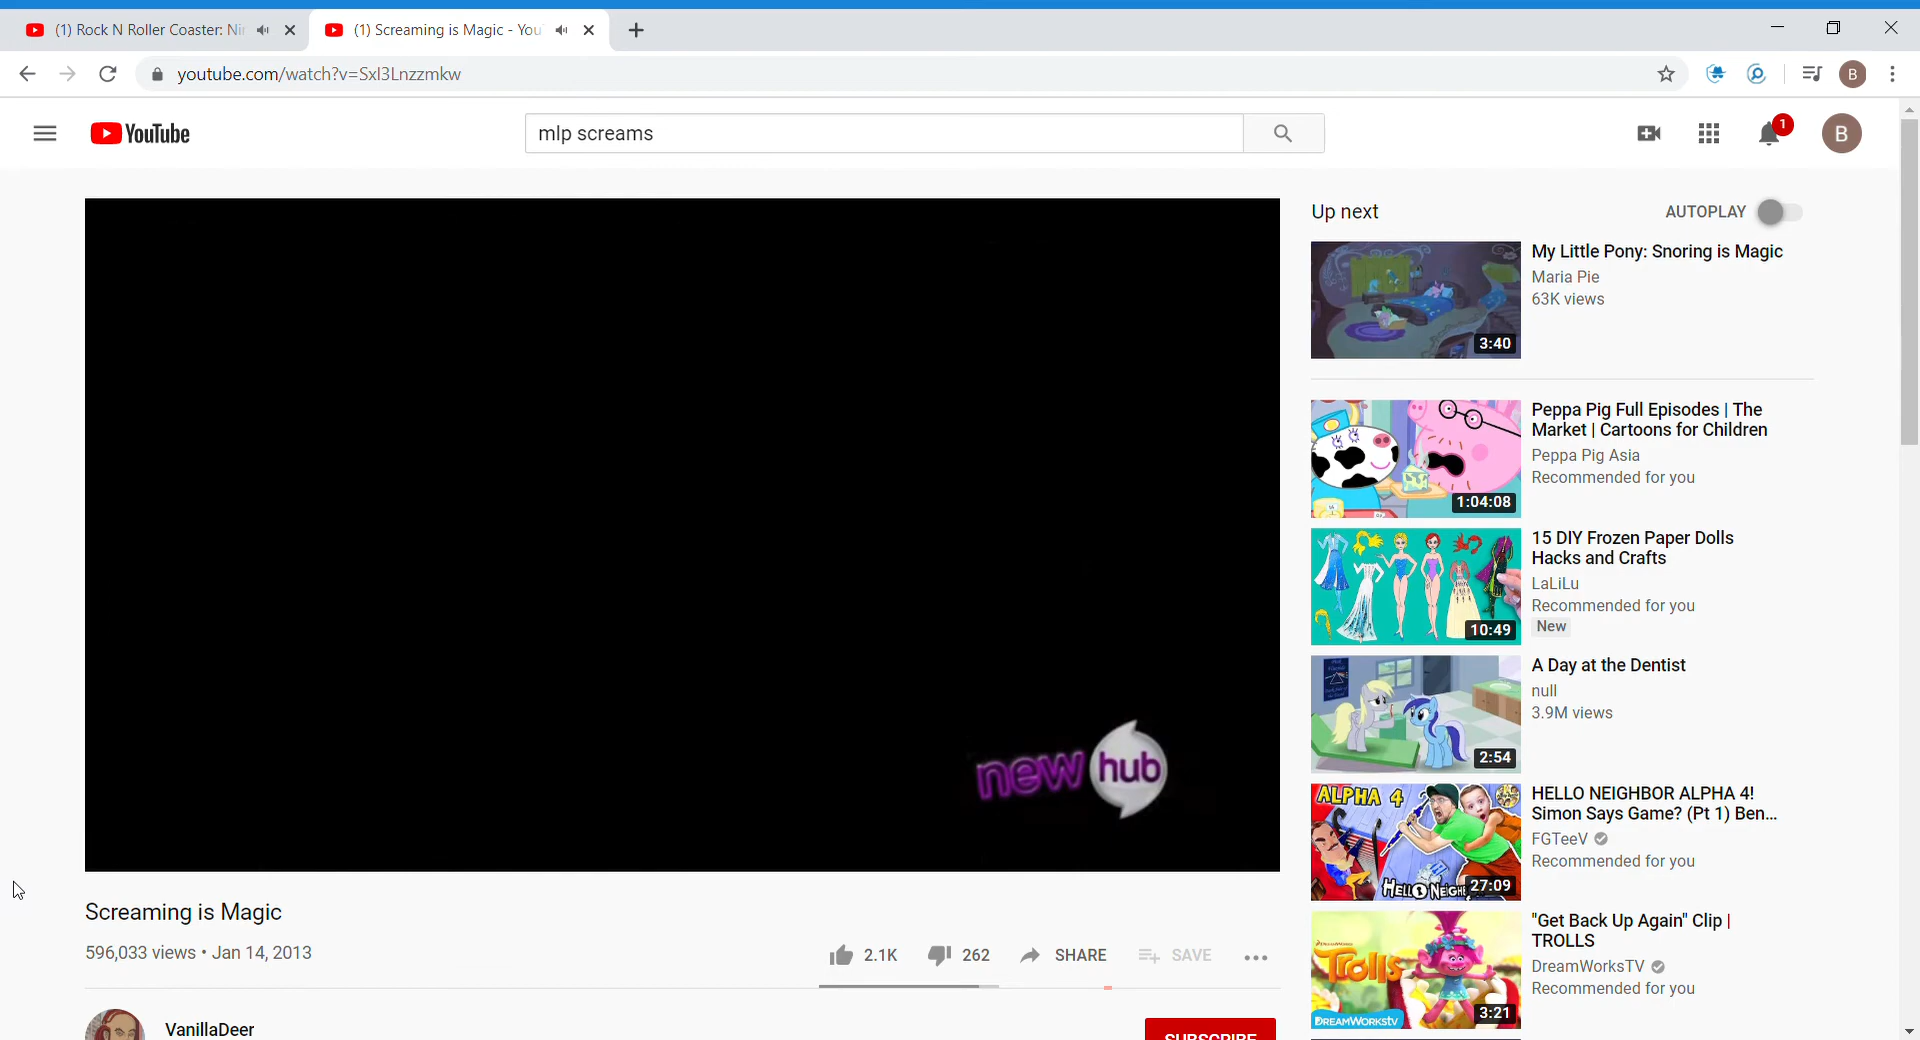 (1) Rock N Roller Coaster: Nin
(1) Screaming is Magic - You
youtube.com/watch?v=SxI3Lnzzmkw
B
YouTube
mlp screams
1
B
new hub
Screaming is Magic
596,033 views • Jan 14, 2013
2.1K
262
SHARE
SAVE
VanillaDeer
SUBSCRIBE
Up next
AUTOPLAY
3:40
My Little Pony: Snoring is Magic
Maria Pie
63K views
1:04:08
Peppa Pig Full Episodes | The
Market | Cartoons for Children
Peppa Pig Asia
Recommended for you
10:49
15 DIY Frozen Paper Dolls
Hacks and Crafts
LaLiLu
Recommended for you
New
2:54
A Day at the Dentist
null
3.9M views
ALPHA 4
HELLO NEIGH
27:09
HELLO NEIGHBOR ALPHA 4!
Simon Says Game? (Pt 1) Ben...
FGTeeV
Recommended for you
Trolls
DREAMWORKSTV
3:21
"Get Back Up Again" Clip |
TROLLS
DreamWorksTV
Recommended for you